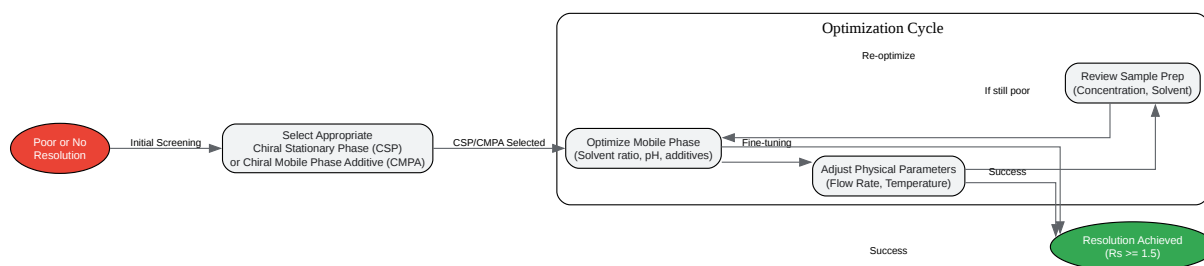 Optimization Cycle
Re-optimize
Review Sample Prep
(Concentration, Solvent)
If still poor
Poor or No
Resolution
Initial Screening
Select Appropriate
Chiral Stationary Phase (CSP)
or Chiral Mobile Phase Additive (CMPA)
CSP/CMPA Selected
Optimize Mobile Phase
(Solvent ratio, pH, additives)
Fine-tuning
Adjust Physical Parameters
(Flow Rate, Temperature)
Success
Success
Resolution Achieved
(Rs >= 1.5)